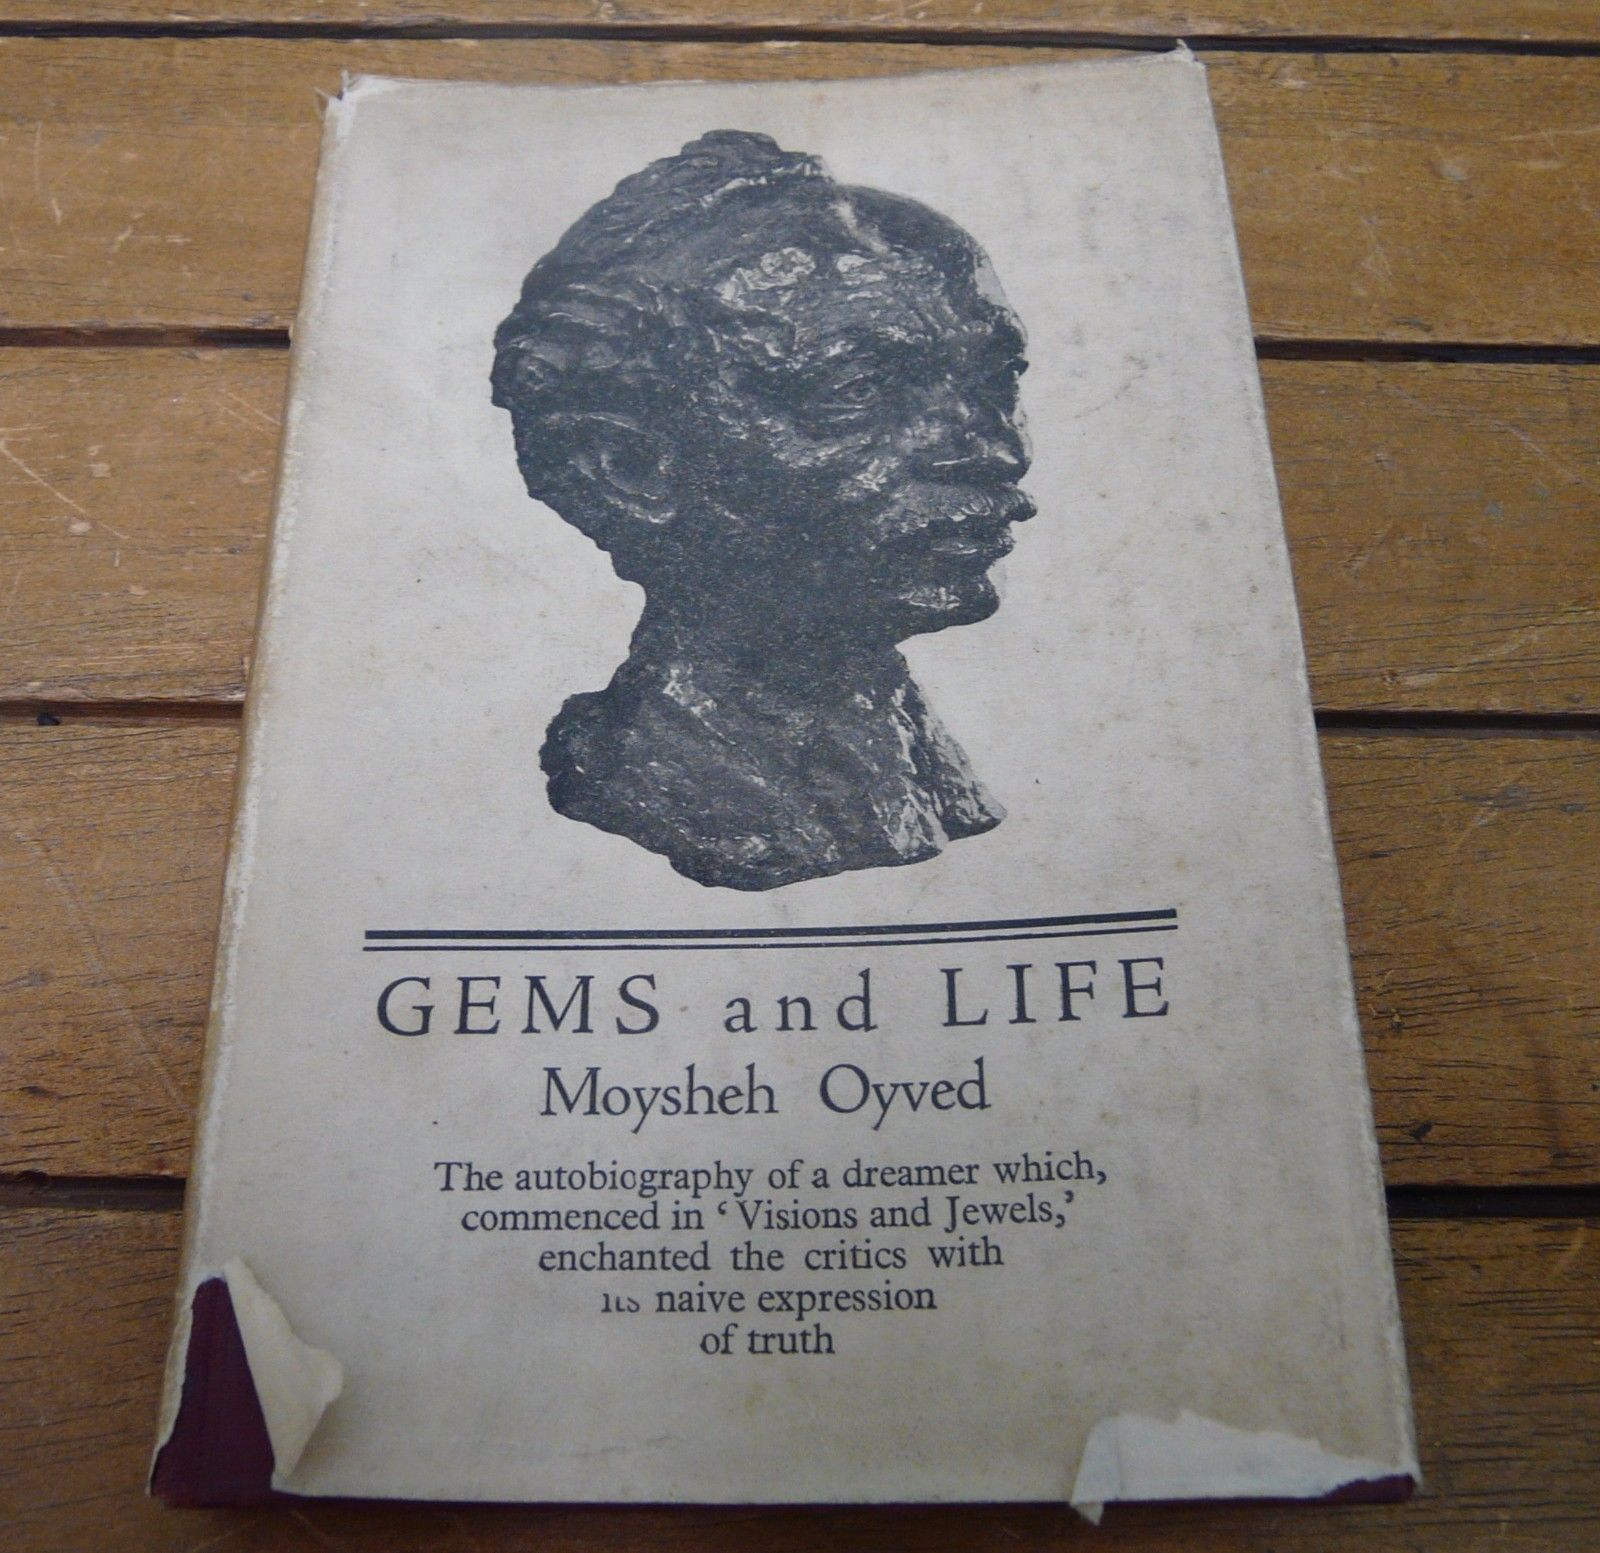 GEMS and LIFE
Moysheh Oyved
The autobiography of a dreamer which,
commenced in ‘Visions and Jewels,’
enchanted the critics with
its naive expression
of truth